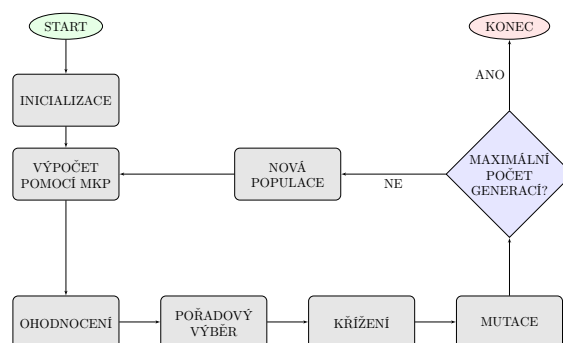 START
KONEC
ANO
INICIALIZACE
VÝPOČET
POMOCÍ MKP
NOVÁ
POPULACE
NE
MAXIMÁLNÍ
POČET
GENERACÍ?
OHODNOCENÍ
POŘADOVÝ
VÝBĚR
KŘÍŽENÍ
MUTACE